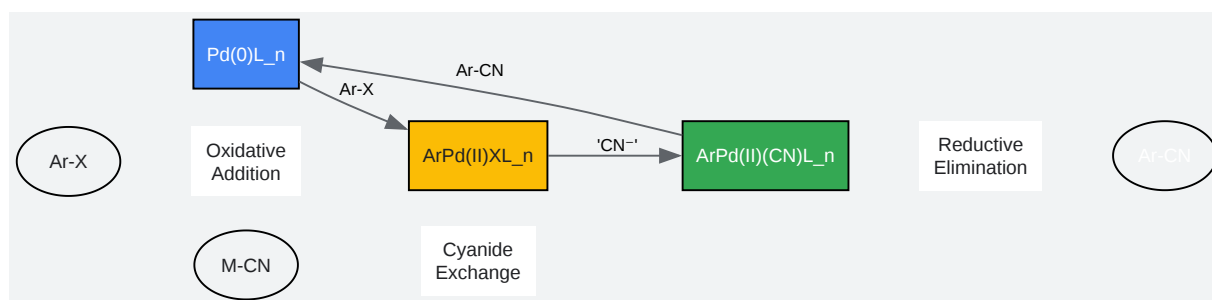 Pd(0)L_n
Ar-CN
Ar-X
Ar-X
Oxidative
Addition
ArPd(II)XL_n
'CN⁻'
ArPd(II)(CN)L_n
Reductive
Elimination
Ar-CN
M-CN
Cyanide
Exchange